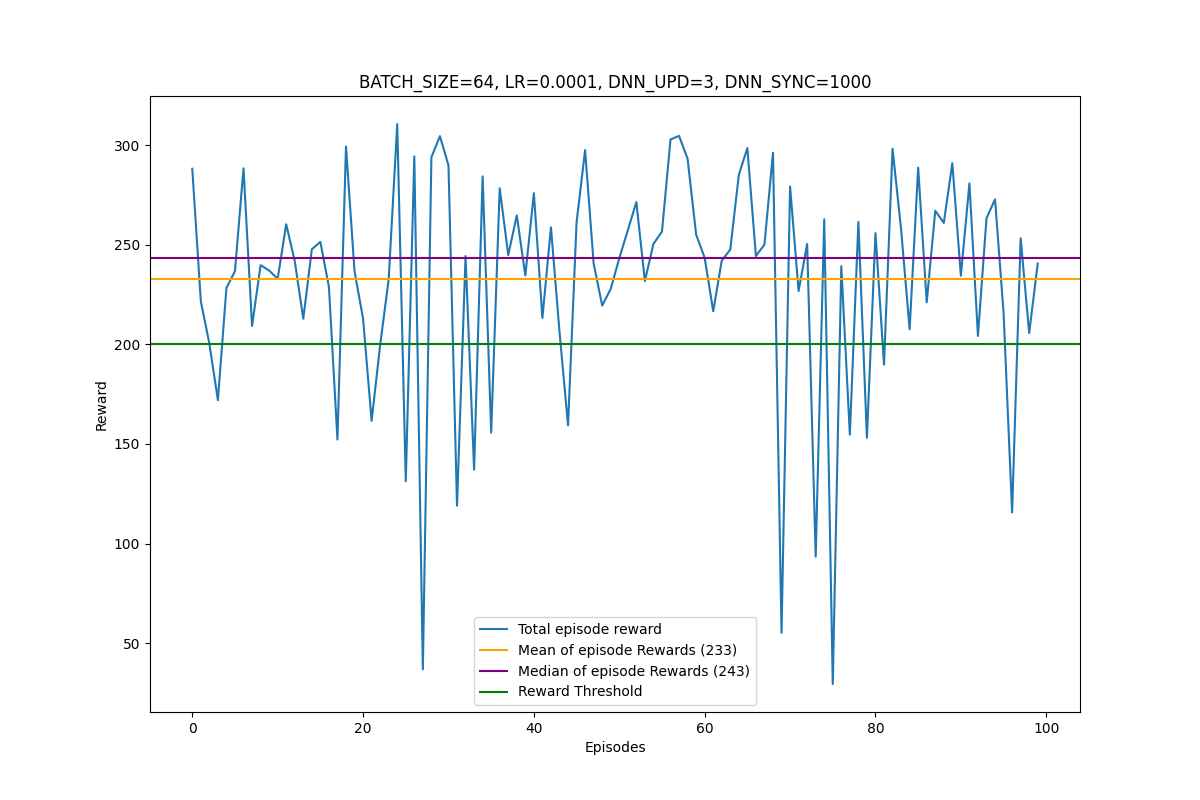 BATCH_SIZE=64, LR=0.0001, DNN_UPD=3, DNN_SYNC=1000
300
250
200
150
100
50
Reward
Total episode reward
Mean of episode Rewards (233)
Median of episode Rewards (243)
Reward Threshold
0 20 40 60 80 100
Episodes